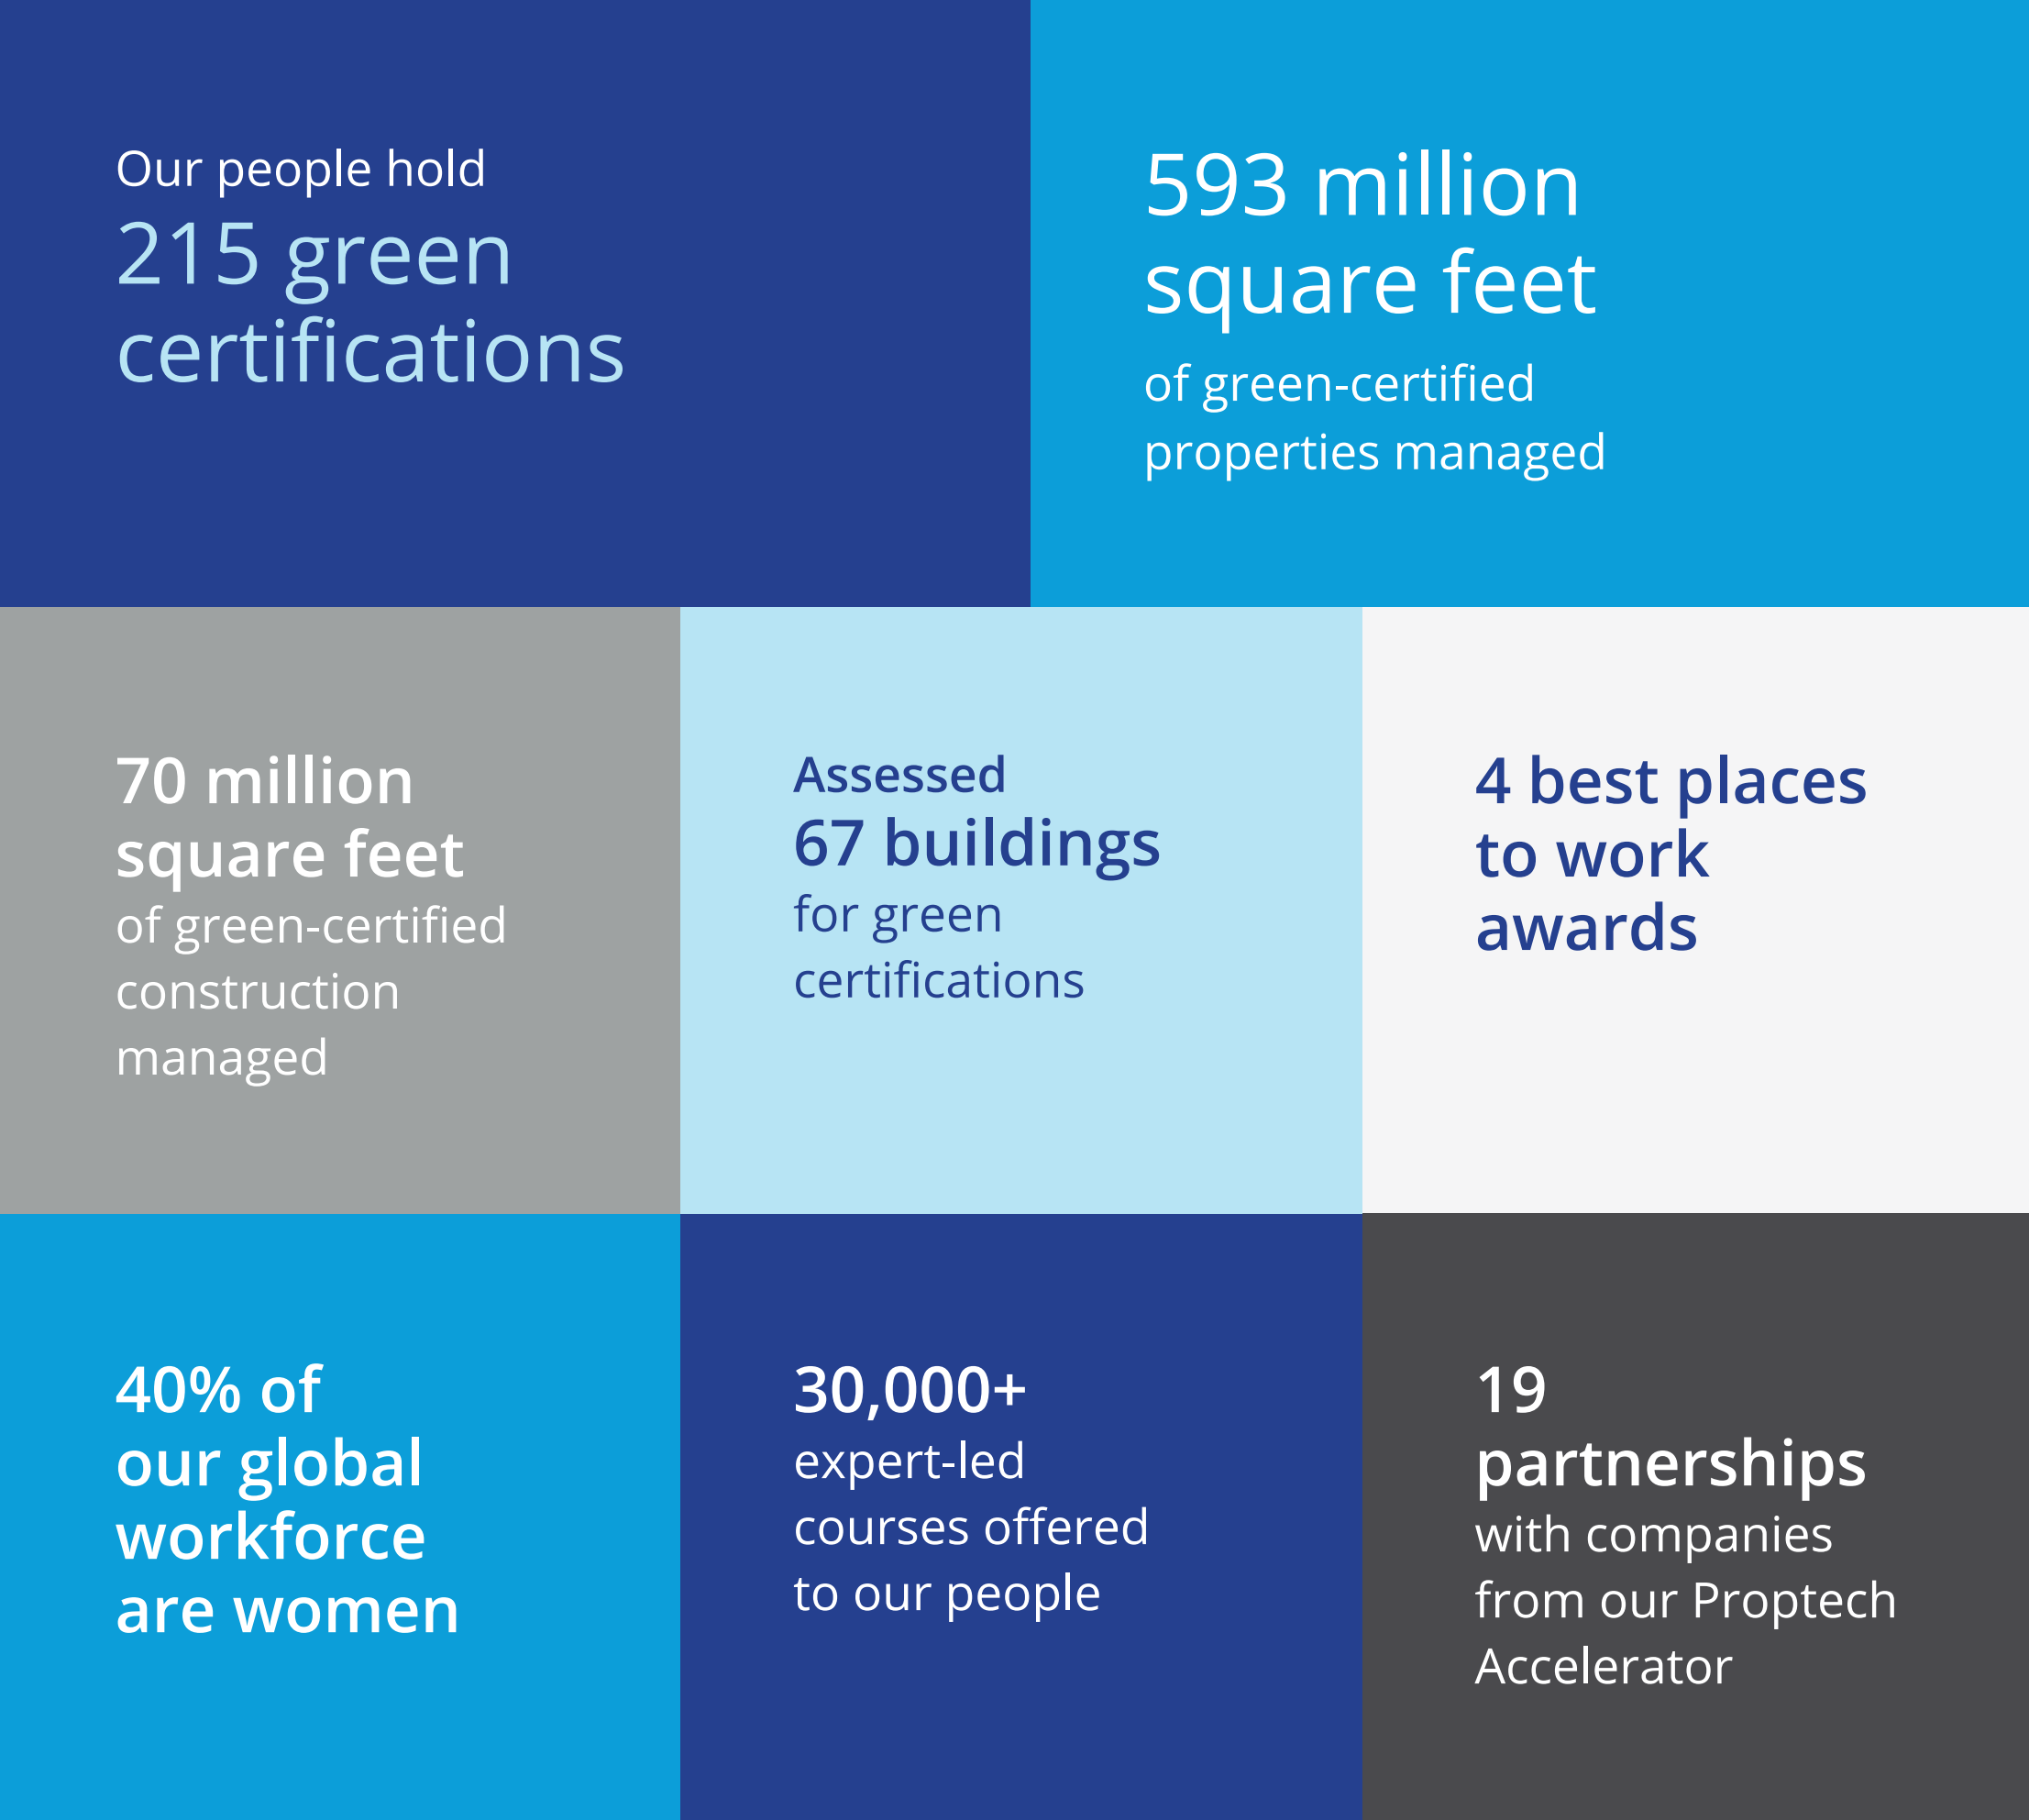 Our people hold
215 green
certifications
593 million
square feet
of green-certified
properties managed
70 million
square feet
of green-certified
construction
managed
Assessed
67 buildings
for green
certifications
4 best places
to work
awards
40% of
our global
workforce
are women
30,000+
expert-led
courses offered
to our people
19
partnerships
with companies
from our Proptech
Accelerator